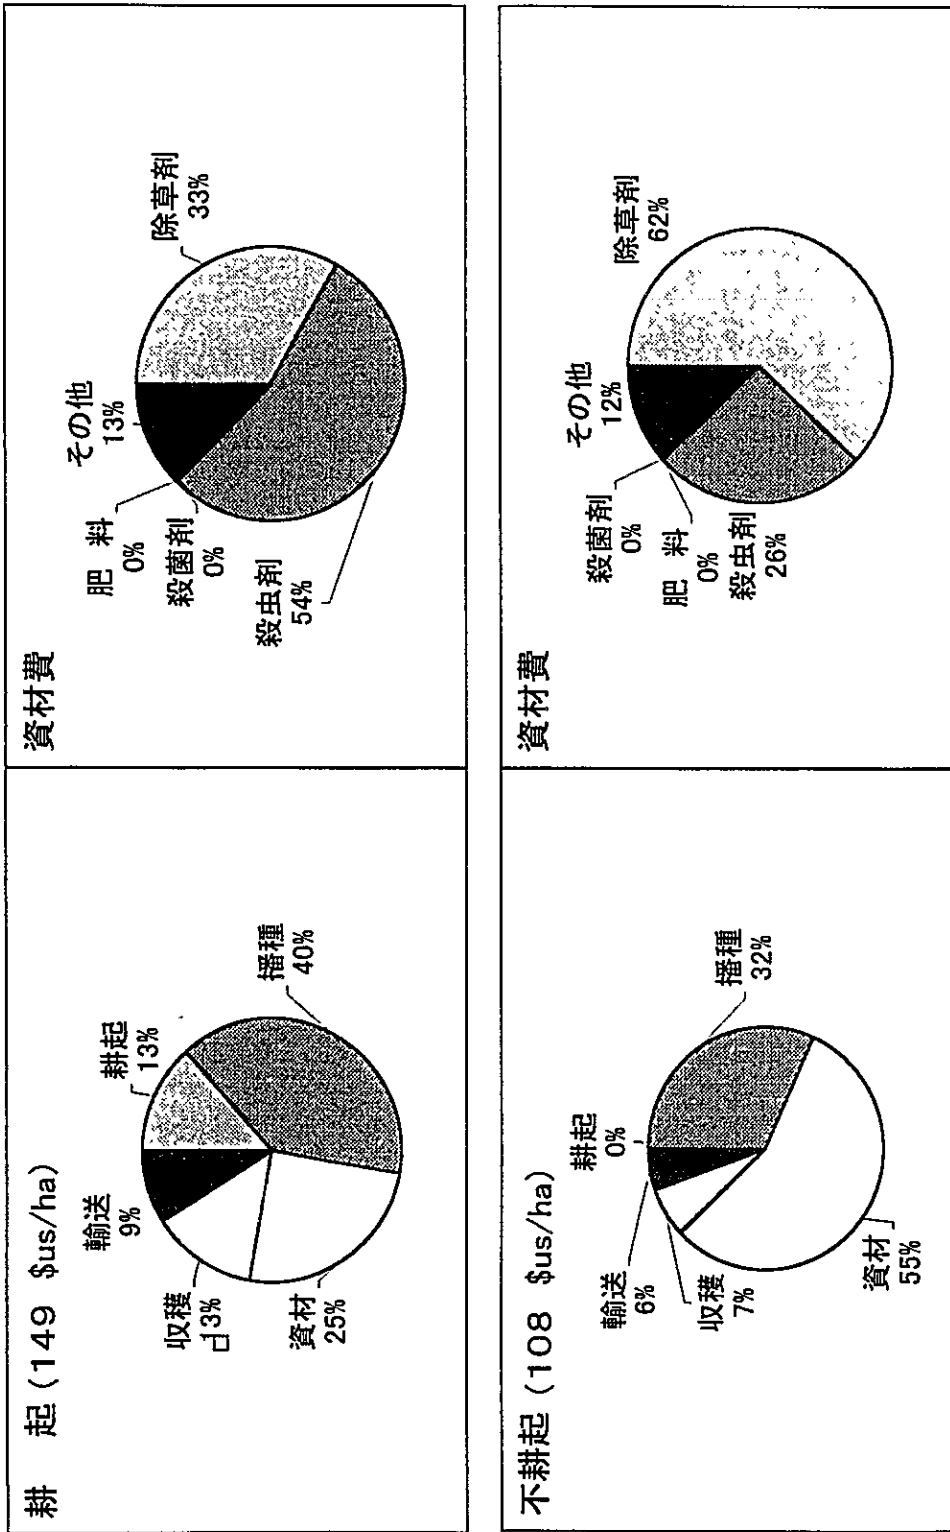 耕　起 (149 $us/ha)
輸送
9%
耕起
13%
収穫
13%
播種
40%
資材
25%
資材費
その他
13%
肥　料
0%
殺菌剤
0%
除草剤
33%
殺虫剤
54%
不耕起 (108 $us/ha)
耕起
0%
輸送
6%
収穫
7%
播種
32%
資材
55%
資材費
その他
12%
殺菌剤
0%
肥　料
0%
殺虫剤
26%
除草剤
62%